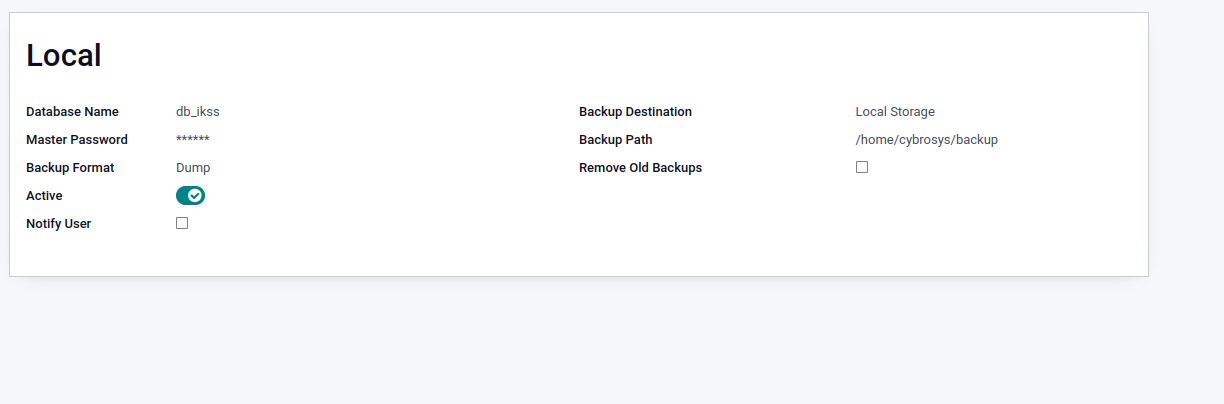 Local
Database Name db_ikss Backup Destination Local Storage
Master Password ****** Backup Path /home/cybrosys/backup
Backup Format Dump Remove Old Backups
Active
Notify User